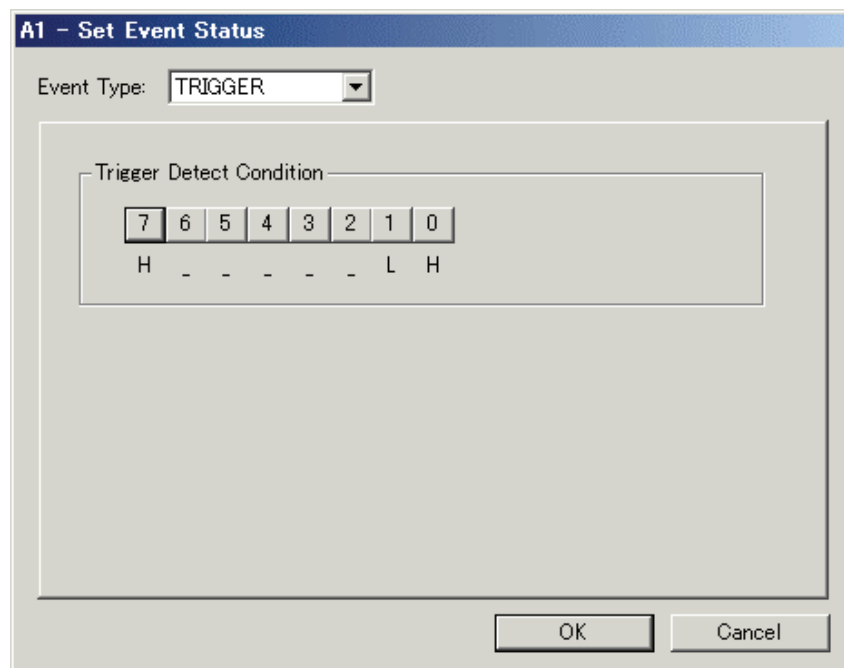 A1 - Set Event Status
Event Type: TRIGGER
Trigger Detect Condition
7 6 5 4 3 2 1 0
H _ _ _ _ _ L H
OK Cancel